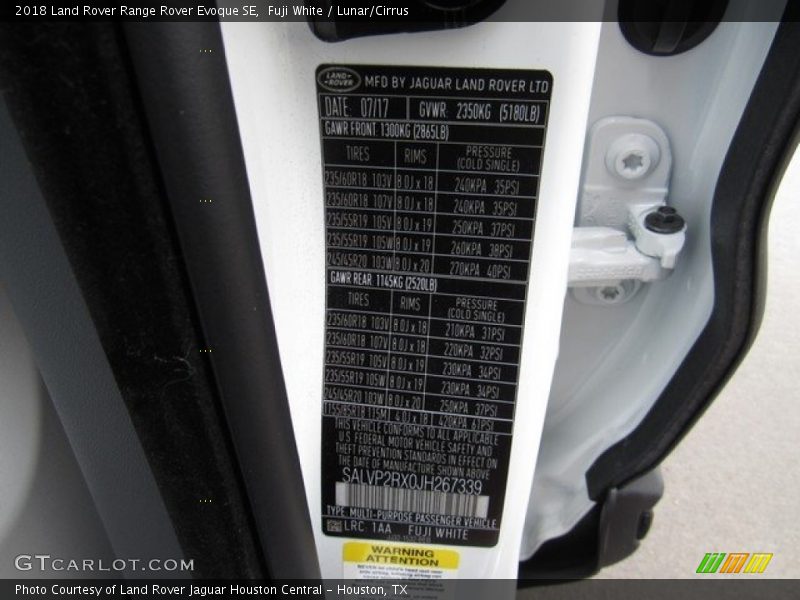 2018 Land Rover Range Rover Evoque SE, Fuji White / Lunar/Cirrus
LAND-ROVER MFD BY JAGUAR LAND ROVER LTD
DATE: 07/17 GVWR: 2350KG (5180LB)
GAWR FRONT 1300KG (2865LB)
TIRES RIMS PRESSURE (COLD SINGLE)
235/60R18 103V 8.0J x 18 240KPA 35PSI
235/60R18 107V 8.0J x 18 240KPA 35PSI
235/55R19 105V 8.0J x 19 250KPA 37PSI
235/55R19 105W 8.0J x 19 260KPA 38PSI
245/45R20 103W 8.0J x 20 270KPA 40PSI
GAWR REAR 1145KG (2520LB)
TIRES RIMS PRESSURE (COLD SINGLE)
235/60R18 103V 8.0J x 18 210KPA 31PSI
235/60R18 107V 8.0J x 18 220KPA 32PSI
235/55R19 105V 8.0J x 19 230KPA 34PSI
235/55R19 105W 8.0J x 19 230KPA 34PSI
245/45R20 103W 8.0J x 20 250KPA 37PSI
T155/85R18 115M 4.0J x 18 420KPA 61PSI
THIS VEHICLE CONFORMS TO ALL APPLICABLE
U.S. FEDERAL MOTOR VEHICLE SAFETY AND
THEFT PREVENTION STANDARDS IN EFFECT ON
THE DATE OF MANUFACTURE SHOWN ABOVE
SALVP2RX0JH267339
TYPE: MULTI-PURPOSE PASSENGER VEHICLE
LRC: 1AA FUJI WHITE
WARNING
ATTENTION
GTCARLOT.COM
Photo Courtesy of Land Rover Jaguar Houston Central - Houston, TX